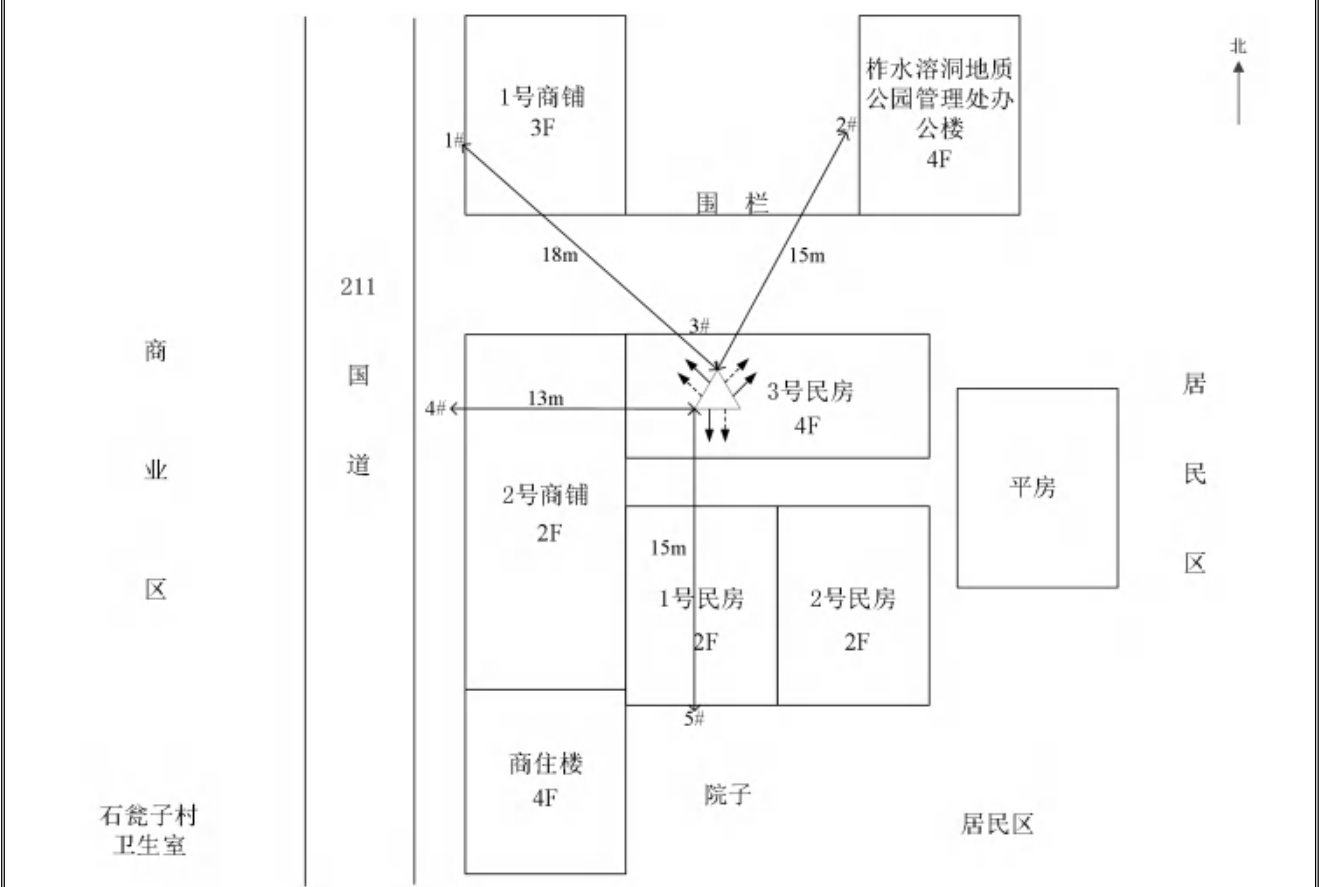 北
柞水溶洞地质
公园管理处办
公楼
4F
1号商铺
3F
1#
2#
围 栏
18m
15m
211
国
道
商
业
区
3#
3号民房
4F
4#
13m
居
民
区
平房
2号商铺
2F
15m
1号民房
2F
2号民房
2F
5#
商住楼
4F
院子
石瓮子村
卫生室
居民区